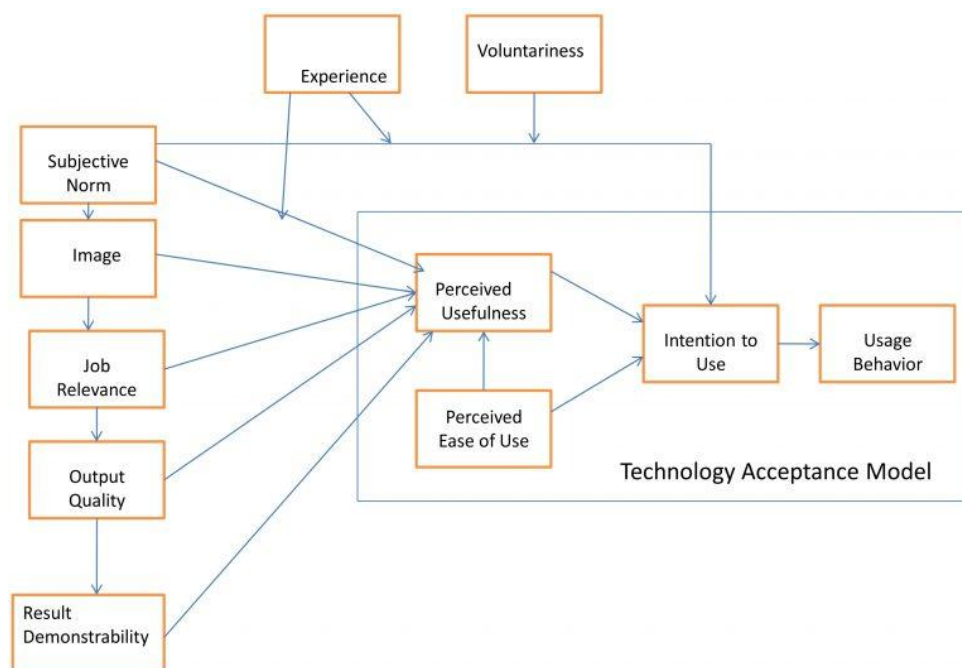 Experience
Voluntariness
Subjective
Norm
Image
Job
Relevance
Output
Quality
Result
Demonstrability
Perceived
Usefulness
Perceived
Ease of Use
Intention to
Use
Usage
Behavior
Technology Acceptance Model